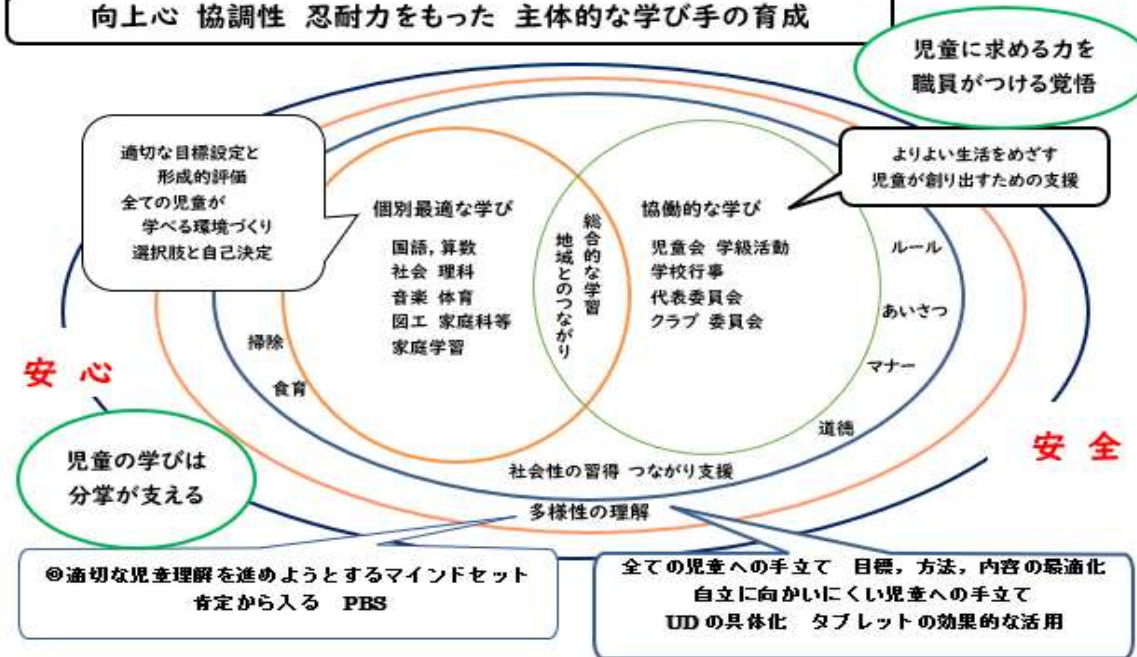 向上心 協調性 忍耐力をもった 主体的な学び手の育成
児童に求める力を
職員がつける覚悟
適切な目標設定と
形成的評価
全ての児童が
学べる環境づくり
選択肢と自己決定
よりよい生活をめざす
児童が創り出すための支援
個別最適な学び
国語,算数
社会 理科
音楽 体育
図工 家庭科等
家庭学習
総合的な学習
地域とのつながり
協働的な学び
児童会 学級活動
学校行事
代表委員会
クラブ 委員会
ルール
あいさつ
マナー
道徳
掃除
食育
安 心
安 全
児童の学びは
分掌が支える
社会性の習得 つながり支援
多様性の理解
◎適切な児童理解を進めようとするマインドセット
肯定から入る PBS
全ての児童への手立て 目標,方法,内容の最適化
自立に向かいにくい児童への手立て
UDの具体化 タブレットの効果的な活用